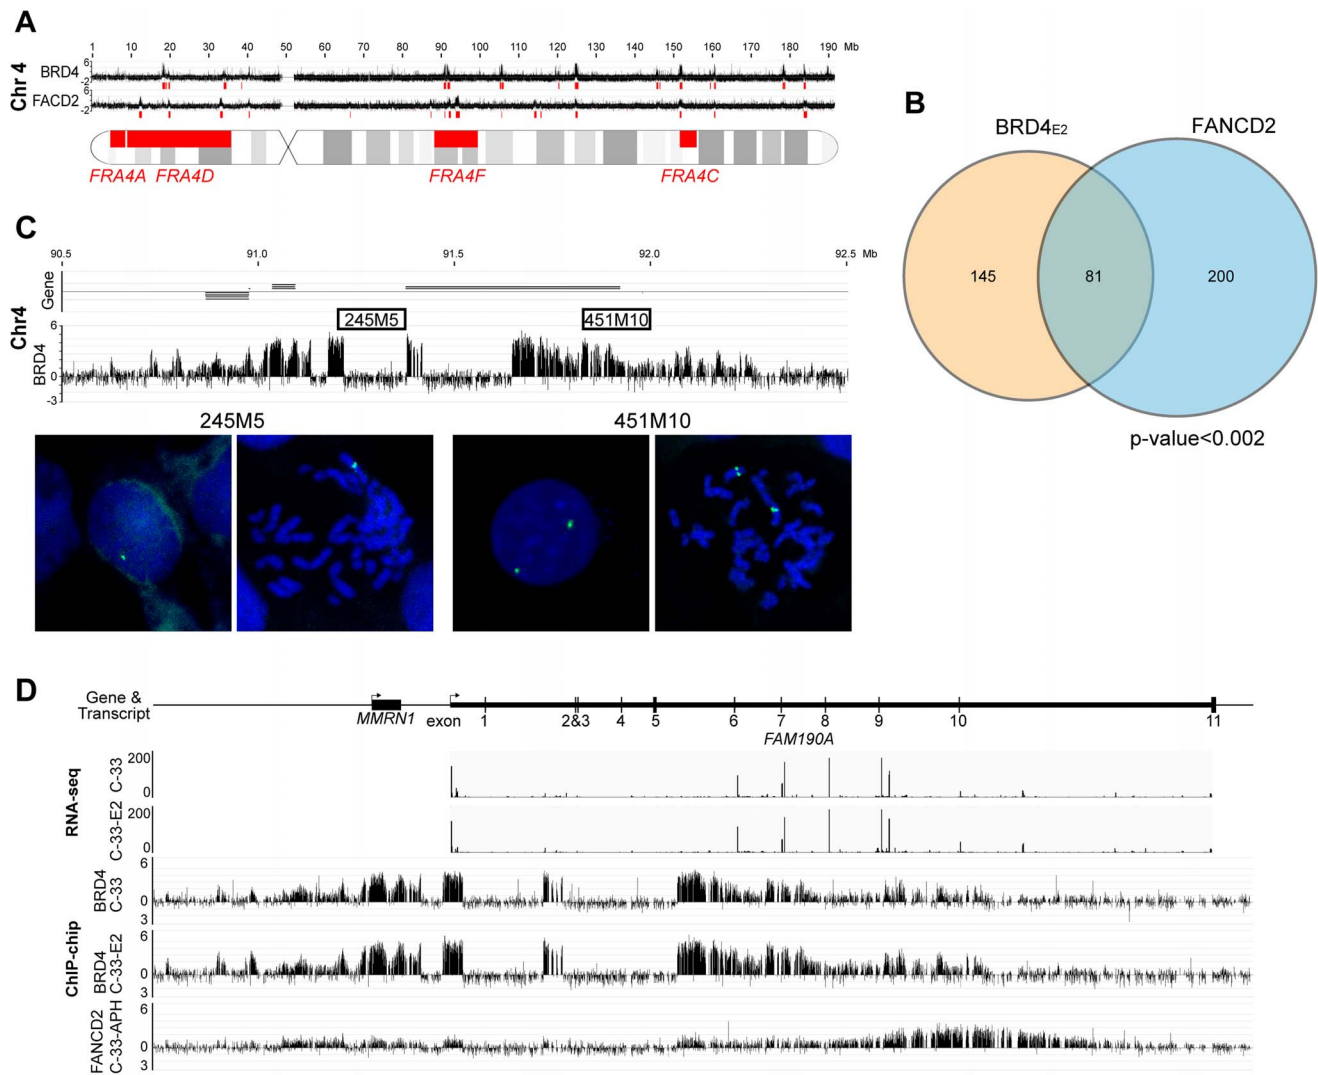 A
1 10 20 30 40 50 60 70 80 90 100 110 120 130 140 150 160 170 180 190 Mb
Chr 4
BRD4
6
-2
FACD2
6
-2
FRA4A FRA4D FRA4F FRA4C
B
BRD4E2
FANCD2
145 81 200
p-value<0.002
C
90.5 91.0 91.5 92.0 92.5 Mb
Chr4
Gene
245M5 451M10
BRD4
6
0
-3
245M5 451M10
D
Gene &
Transcript
MMRN1 exon 1 2&3 4 5 6 7 8 9 10 11
FAM190A
RNA-seq
C-33
200
0
C-33-E2
200
0
ChIP-chip
BRD4
C-33
6
0
3
BRD4
C-33-E2
6
0
3
FANCD2
C-33-APH
6
0
3